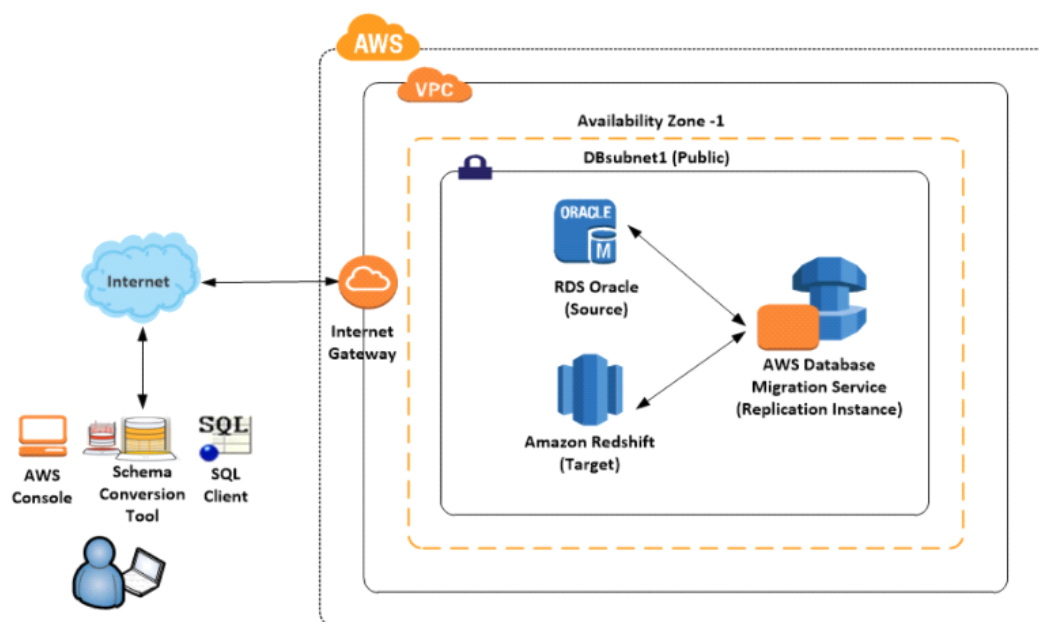 AWS
VPC
Availability Zone -1
DBsubnet1 (Public)
ORACLE
M
RDS Oracle
(Source)
Internet
Internet
Gateway
AWS Database
Migration Service
(Replication Instance)
Amazon Redshift
(Target)
AWS
Console
Schema
Conversion
Tool
SQL
SQL
Client